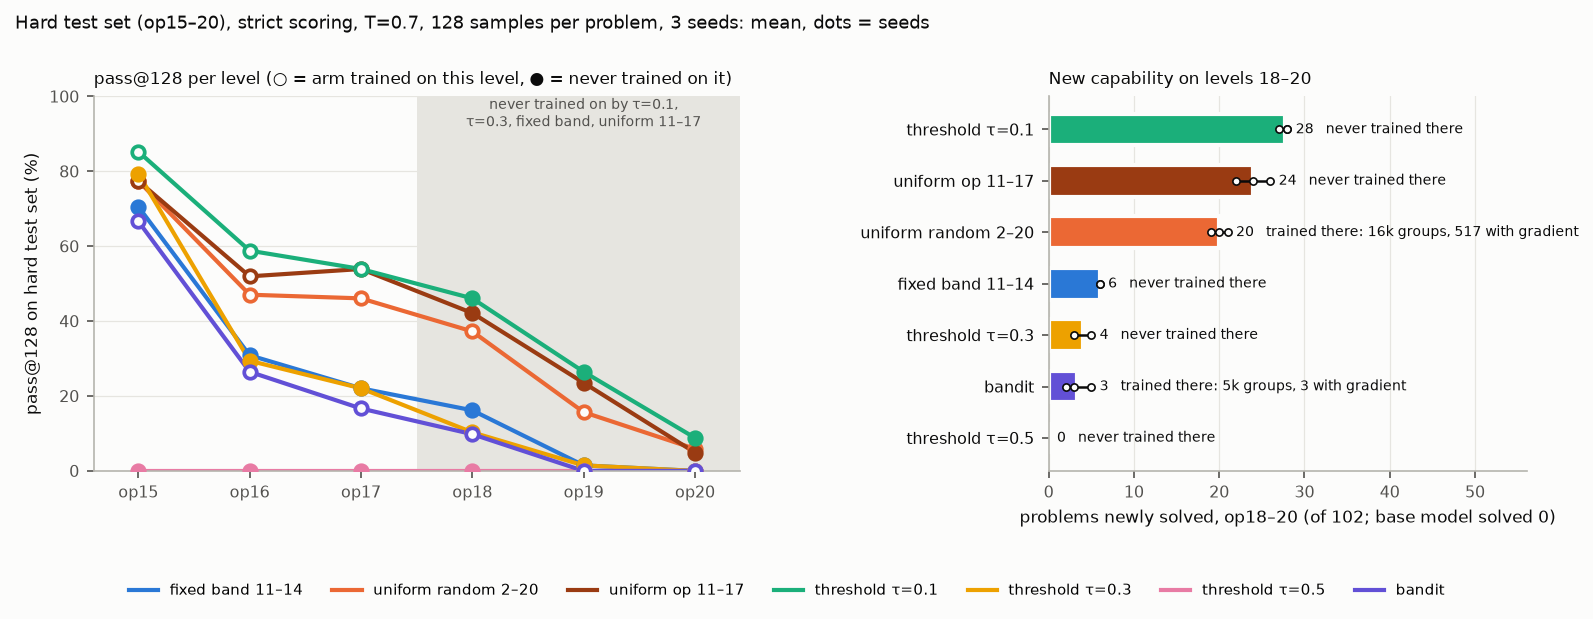 Hard test set (op15–20), strict scoring, T=0.7, 128 samples per problem, 3 seeds: mean, dots = seeds
pass@128 per level (○ = arm trained on this level, ● = never trained on it)
never trained on by τ=0.1,
τ=0.3, fixed band, uniform 11–17
pass@128 on hard test set (%)
100
80
60
40
20
0
op15
op16
op17
op18
op19
op20
New capability on levels 18–20
threshold τ=0.1
28 never trained there
uniform op 11–17
24 never trained there
uniform random 2–20
20 trained there: 16k groups, 517 with gradient
fixed band 11–14
6 never trained there
threshold τ=0.3
4 never trained there
bandit
3 trained there: 5k groups, 3 with gradient
threshold τ=0.5
0 never trained there
0
10
20
30
40
50
problems newly solved, op18–20 (of 102; base model solved 0)
fixed band 11–14
uniform random 2–20
uniform op 11–17
threshold τ=0.1
threshold τ=0.3
threshold τ=0.5
bandit